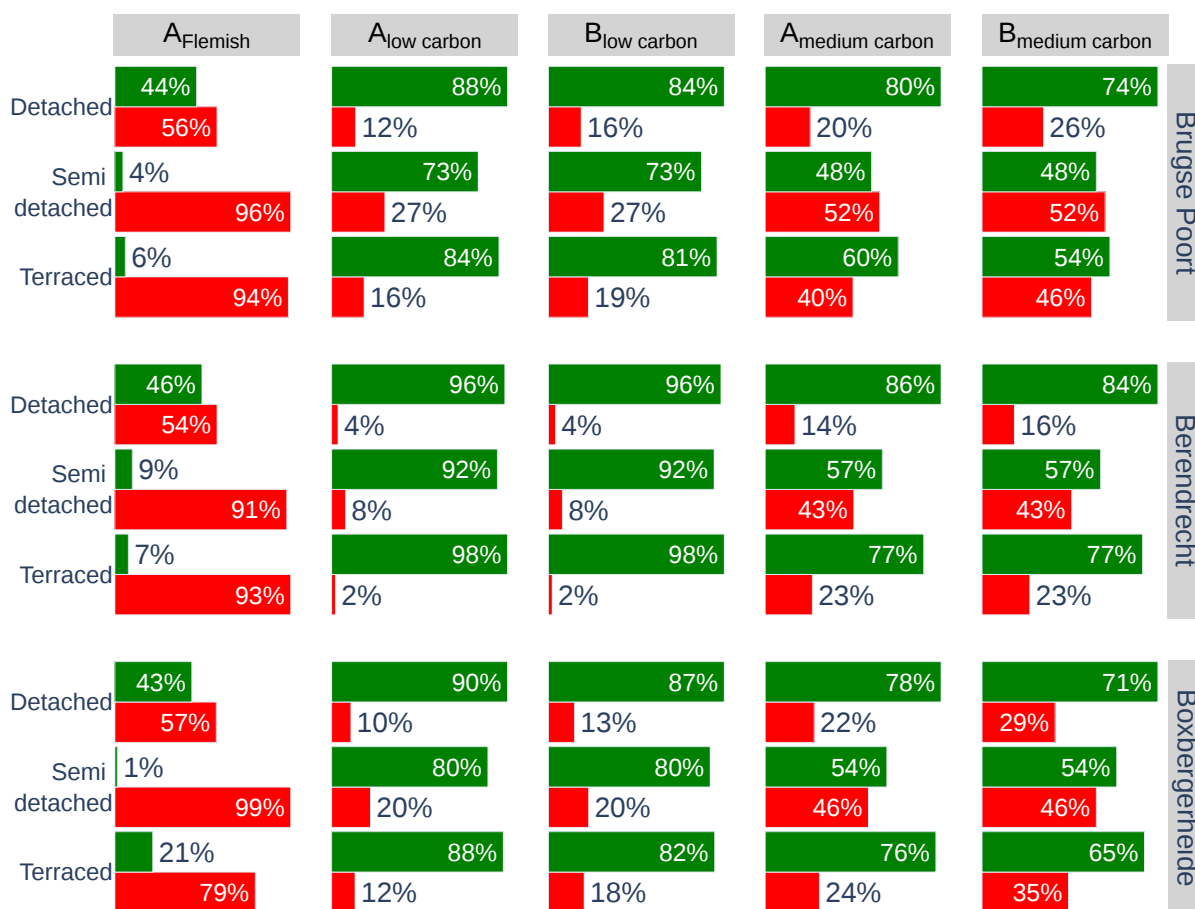 A Flemish A low carbon B low carbon A medium carbon B medium carbon
44% 88% 84% 80% 74%
Detached
56% 12% 16% 20% 26%
Semi 4% 73% 73% 48% 48%
detached 96% 27% 27% 52% 52%
6% 84% 81% 60% 54%
Terraced
94% 16% 19% 40% 46%
Brugse Poort
46% 96% 96% 86% 84%
Detached
54% 4% 4% 14% 16%
Semi 9% 92% 92% 57% 57%
detached 91% 8% 8% 43% 43%
7% 98% 98% 77% 77%
Terraced
93% 2% 2% 23% 23%
Berendrecht
43% 90% 87% 78% 71%
Detached
57% 10% 13% 22% 29%
Semi 1% 80% 80% 54% 54%
detached 99% 20% 20% 46% 46%
21% 88% 82% 76% 65%
Terraced
79% 12% 18% 24% 35%
Boxbergerheide